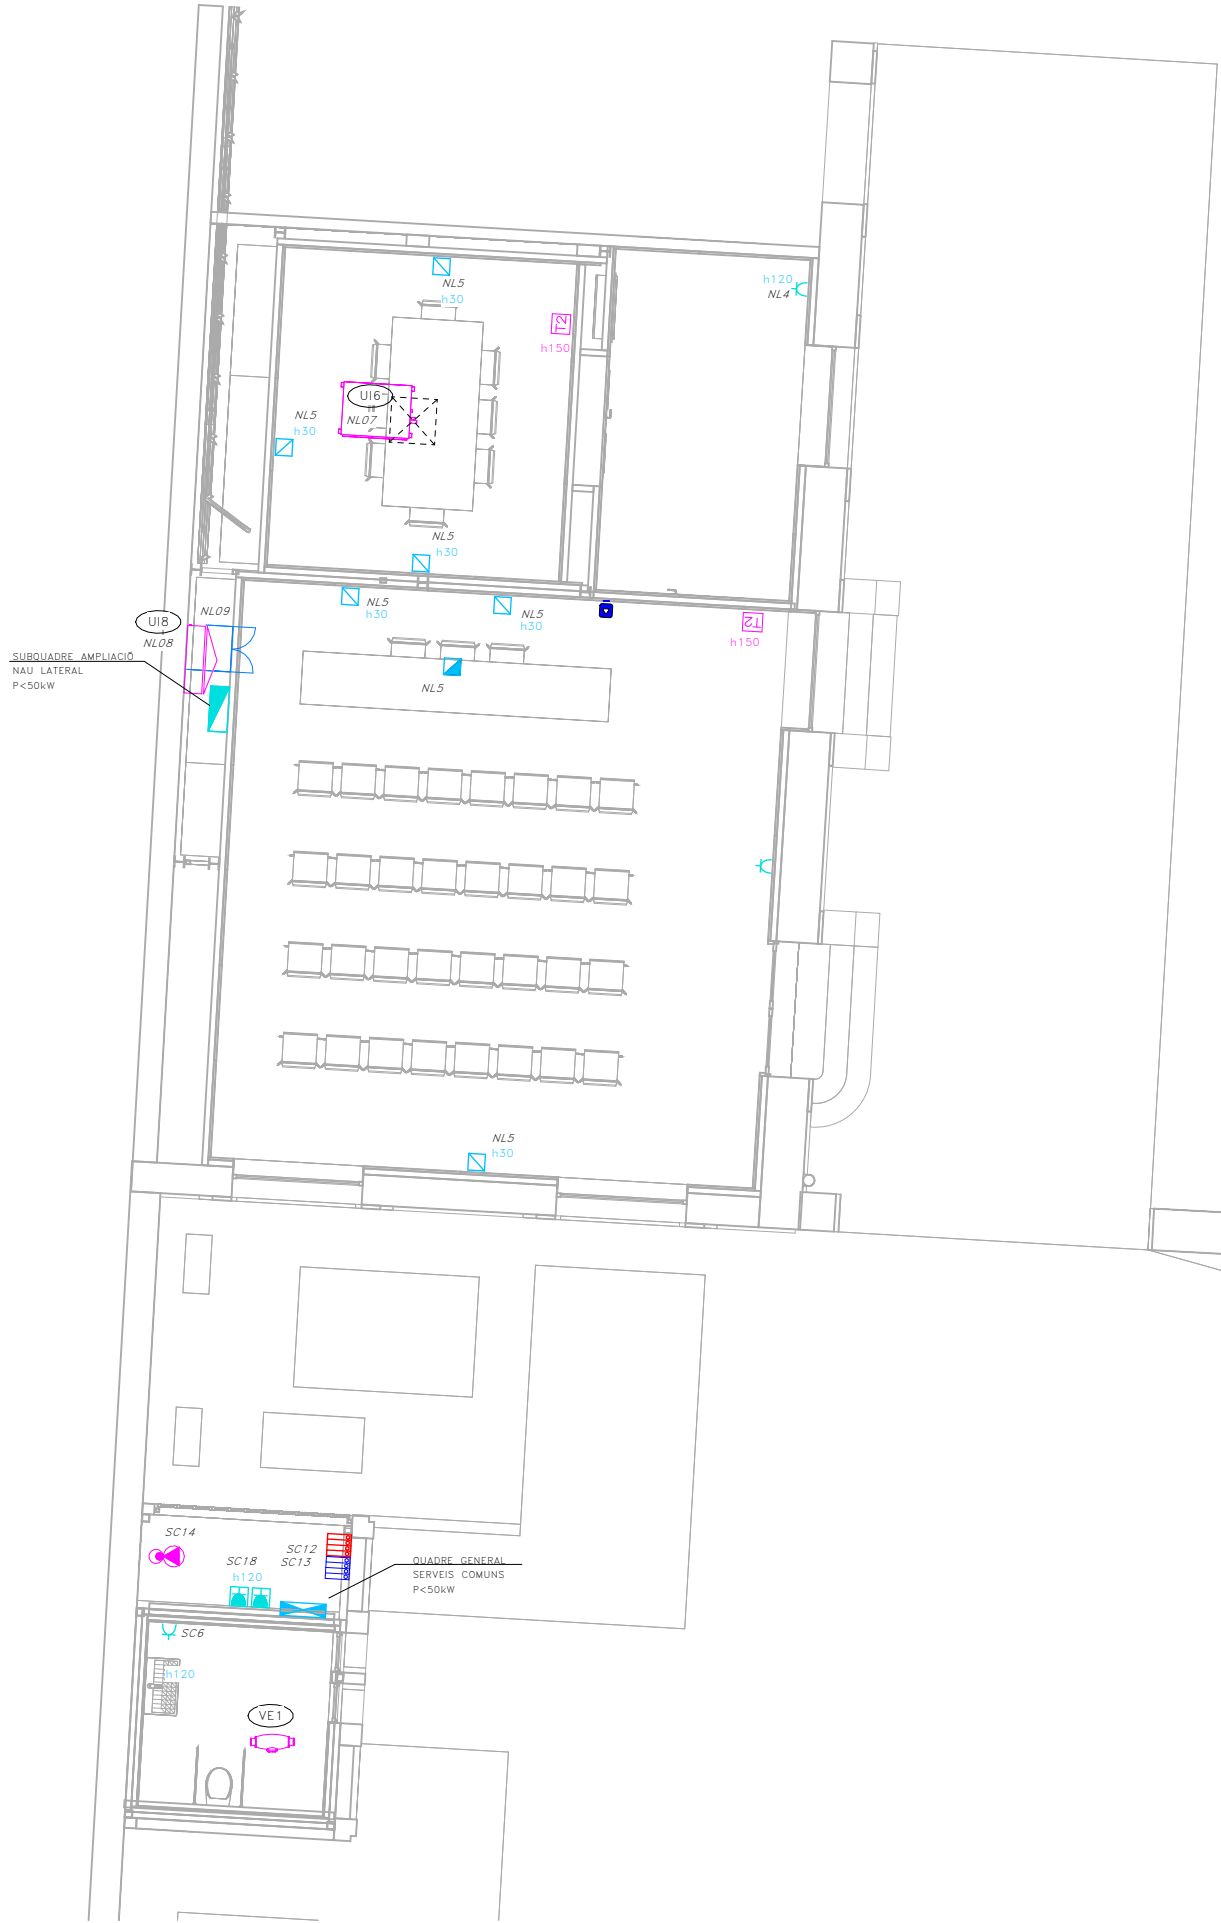 NL5
h30
h120
NL4
T2
h150
UI6
NL07
NL5
h30
NL5
h30
NL09
UI8
NL08
NL5
h30
NL5
h30
T2
h150
SUBQUADRE AMPLIACIÓ
NAU LATERAL
P<50kW
NL5
NL5
h30
SC14
SC12
SC13
SC18
h120
QUADRE GENERAL
SERVEIS COMUNS
P<50kW
SC6
h120
VE1